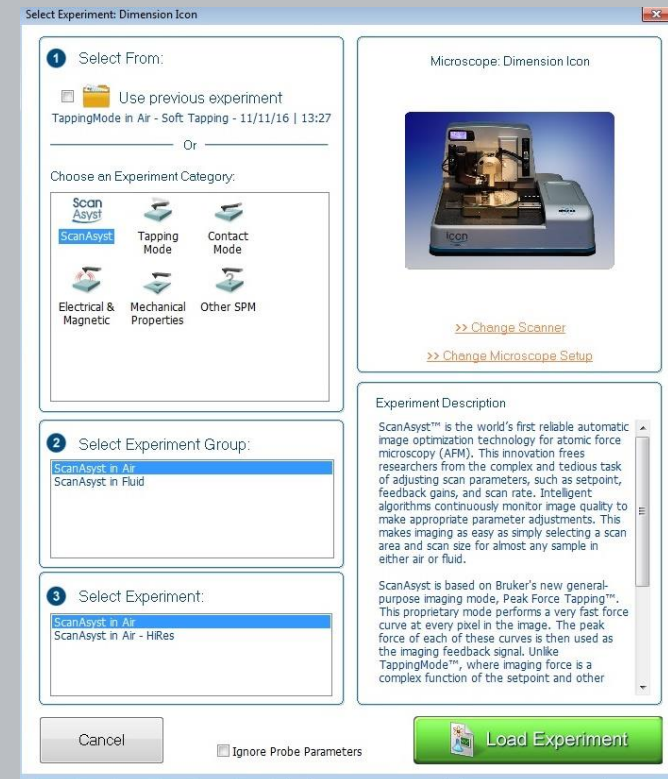 Select Experiment: Dimension Icon
1 Select From:
Use previous experiment
TappingMode in Air - Soft Tapping - 11/11/16 | 13:27
Or
Choose an Experiment Category:
Scan
Asyst
ScanAsyst
Tapping
Mode
Contact
Mode
Electrical &
Magnetic
Mechanical
Properties
Other SPM
2 Select Experiment Group:
ScanAsyst in Air
ScanAsyst in Fluid
3 Select Experiment:
ScanAsyst in Air
ScanAsyst in Air - HiRes
Cancel
Ignore Probe Parameters
Microscope: Dimension Icon
Icon
>> Change Scanner
>> Change Microscope Setup
Experiment Description
ScanAsyst™ is the world's first reliable automatic
image optimization technology for atomic force
microscopy (AFM). This innovation frees
researchers from the complex and tedious task
of adjusting scan parameters, such as setpoint,
feedback gains, and scan rate. Intelligent
algorithms continuously monitor image quality to
make appropriate parameter adjustments. This
makes imaging as easy as simply selecting a scan
area and scan size for almost any sample in
either air or fluid.
ScanAsyst is based on Bruker's new general-
purpose imaging mode, Peak Force Tapping™.
This proprietary mode performs a very fast force
curve at every pixel in the image. The peak
force of each of these curves is then used as
the imaging feedback signal. Unlike
TappingMode™, where imaging force is a
complex function of the setpoint and other
Load Experiment